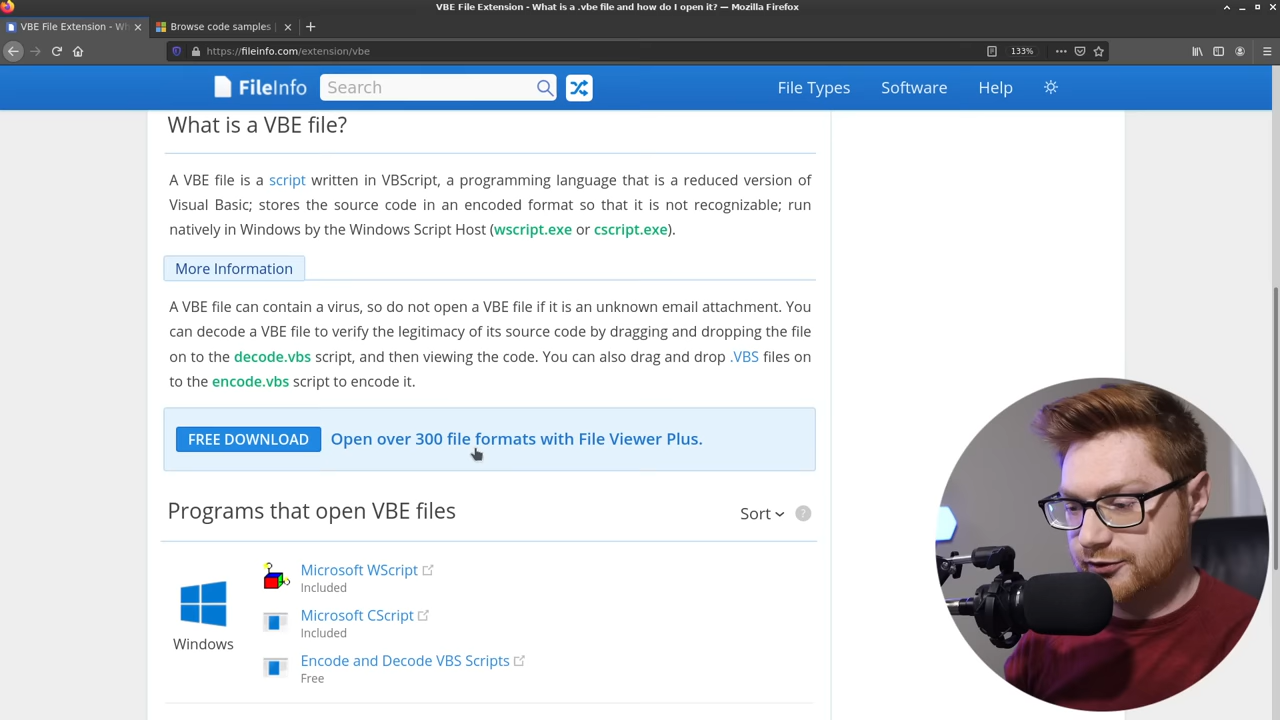 VBE File Extension - What is a .vbe file and how do I open it? — Mozilla Firefox
VBE File Extension - Wh
Browse code samples
https://fileinfo.com/extension/vbe
133%
FileInfo
Search
File Types
Software
Help
What is a VBE file?
A VBE file is a script written in VBScript, a programming language that is a reduced version of
Visual Basic; stores the source code in an encoded format so that it is not recognizable; run
natively in Windows by the Windows Script Host (wscript.exe or cscript.exe).
More Information
A VBE file can contain a virus, so do not open a VBE file if it is an unknown email attachment. You
can decode a VBE file to verify the legitimacy of its source code by dragging and dropping the file
on to the decode.vbs script, and then viewing the code. You can also drag and drop .VBS files on
to the encode.vbs script to encode it.
FREE DOWNLOAD
Open over 300 file formats with File Viewer Plus.
Programs that open VBE files
Sort
?
Windows
Microsoft WScript
Included
Microsoft CScript
Included
Encode and Decode VBS Scripts
Free